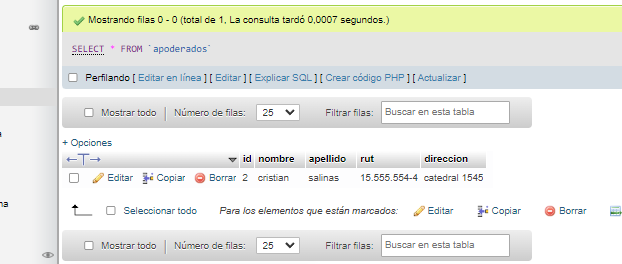 Mostrando filas 0 - 0 (total de 1, La consulta tardó 0,0007 segundos.)
SELECT * FROM `apoderados`
Perfilando [ Editar en línea ] [ Editar ] [ Explicar SQL ] [ Crear código PHP ] [ Actualizar ]
Mostrar todo | Número de filas: 25 Filtrar filas: Buscar en esta tabla
+ Opciones
←T→ id nombre apellido rut direccion
Editar Copiar Borrar 2 cristian salinas 15.555.554-4 catedral 1545
Seleccionar todo Para los elementos que están marcados: Editar Copiar Borrar
Mostrar todo | Número de filas: 25 Filtrar filas: Buscar en esta tabla